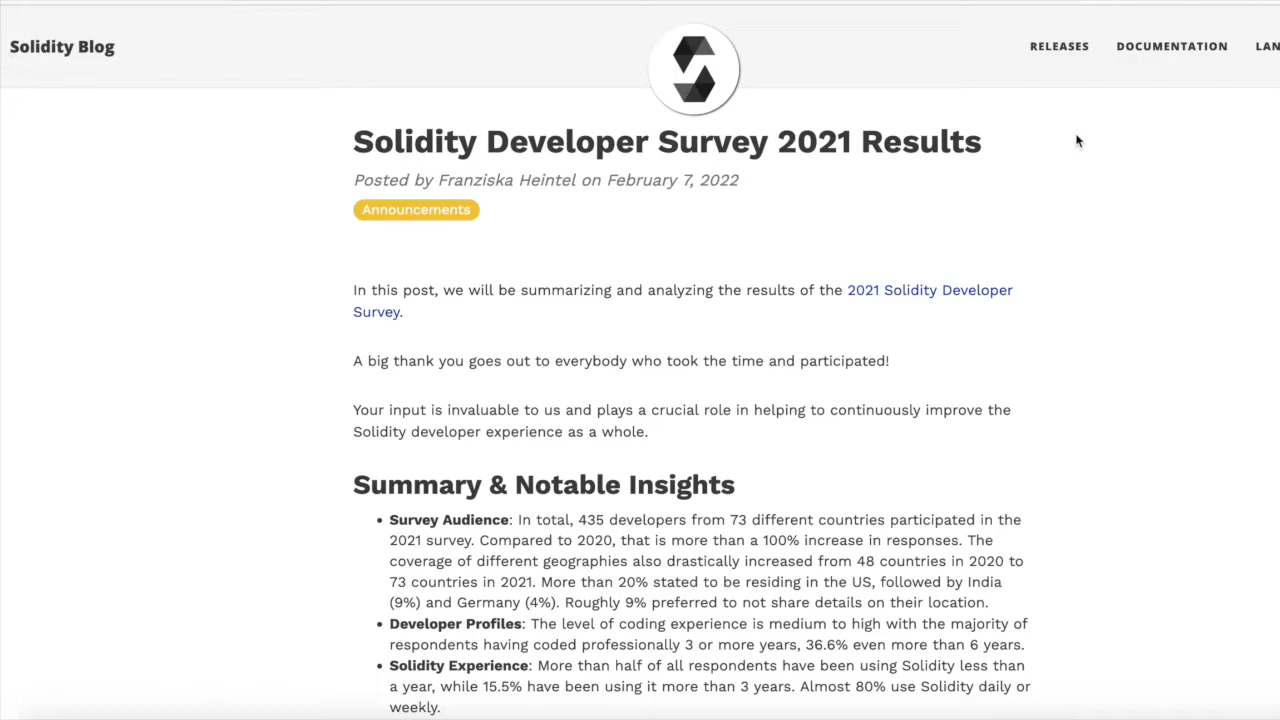 Solidity Blog
RELEASES DOCUMENTATION LAN
Solidity Developer Survey 2021 Results
Posted by Franziska Heintel on February 7, 2022
Announcements
In this post, we will be summarizing and analyzing the results of the 2021 Solidity Developer
Survey.
A big thank you goes out to everybody who took the time and participated!
Your input is invaluable to us and plays a crucial role in helping to continuously improve the
Solidity developer experience as a whole.
Summary & Notable Insights
• Survey Audience: In total, 435 developers from 73 different countries participated in the
2021 survey. Compared to 2020, that is more than a 100% increase in responses. The
coverage of different geographies also drastically increased from 48 countries in 2020 to
73 countries in 2021. More than 20% stated to be residing in the US, followed by India
(9%) and Germany (4%). Roughly 9% preferred to not share details on their location.
• Developer Profiles: The level of coding experience is medium to high with the majority of
respondents having coded professionally 3 or more years, 36.6% even more than 6 years.
• Solidity Experience: More than half of all respondents have been using Solidity less than
a year, while 15.5% have been using it more than 3 years. Almost 80% use Solidity daily or
weekly.